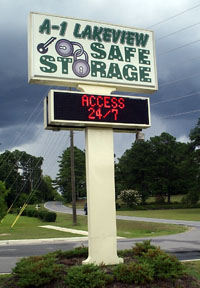 A-1 LAKEVIEW
SAFE
STORAGE
ACCESS
24/7